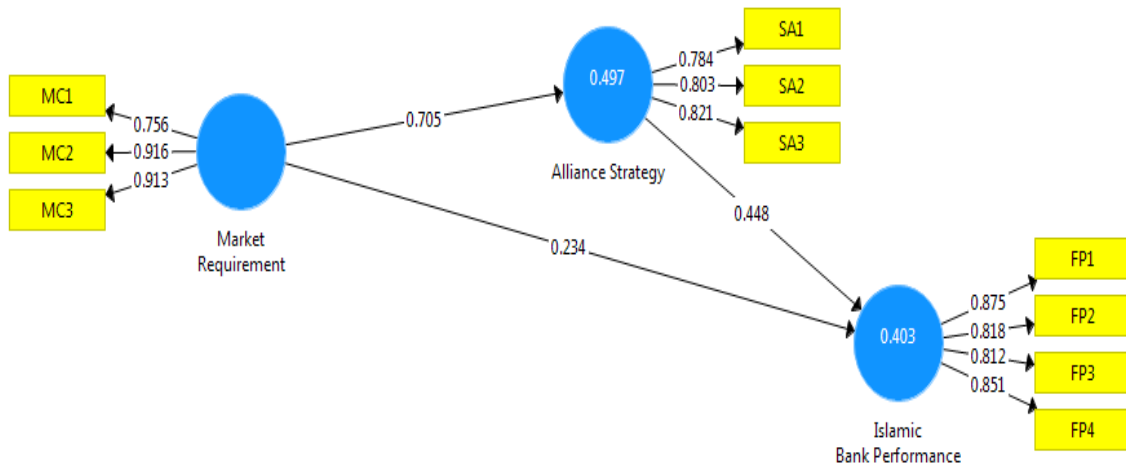 SA1
0.784
0.497
SA2
0.803
MC1
0.821
0.756
0.705
SA3
MC2
0.916
0.913
Alliance Strategy
MC3
0.448
Market
Requirement
0.234
FP1
0.875
FP2
0.818
0.403
0.812
FP3
0.851
Islamic
Bank Performance
FP4